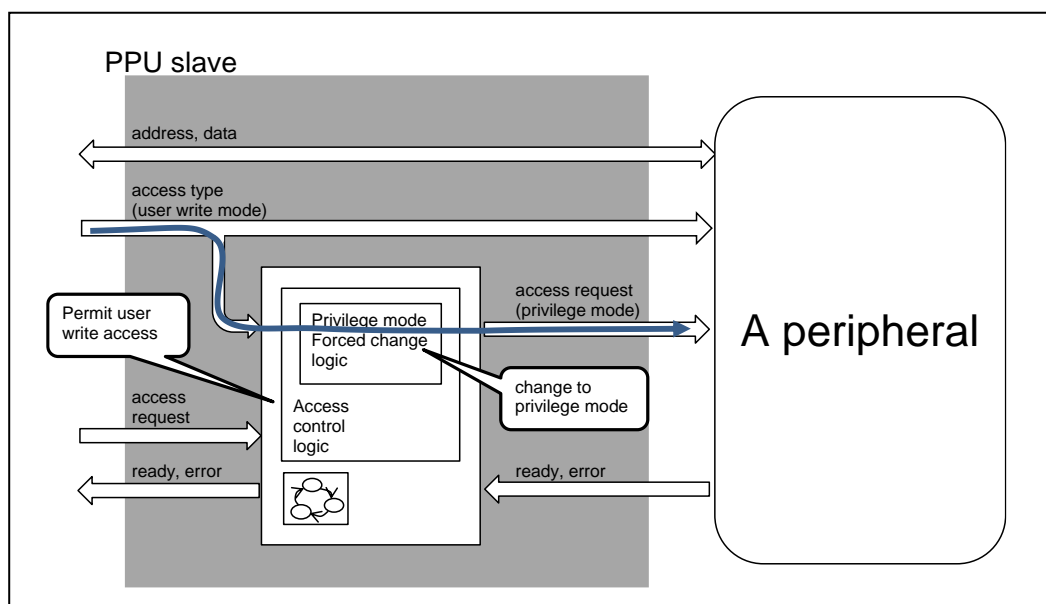 PPU slave
address, data
access type
(user write mode)
Permit user
write access
Privilege mode
Forced change
logic
access request
(privilege mode)
A peripheral
change to
privilege mode
access
request
Access
control
logic
ready, error
ready, error